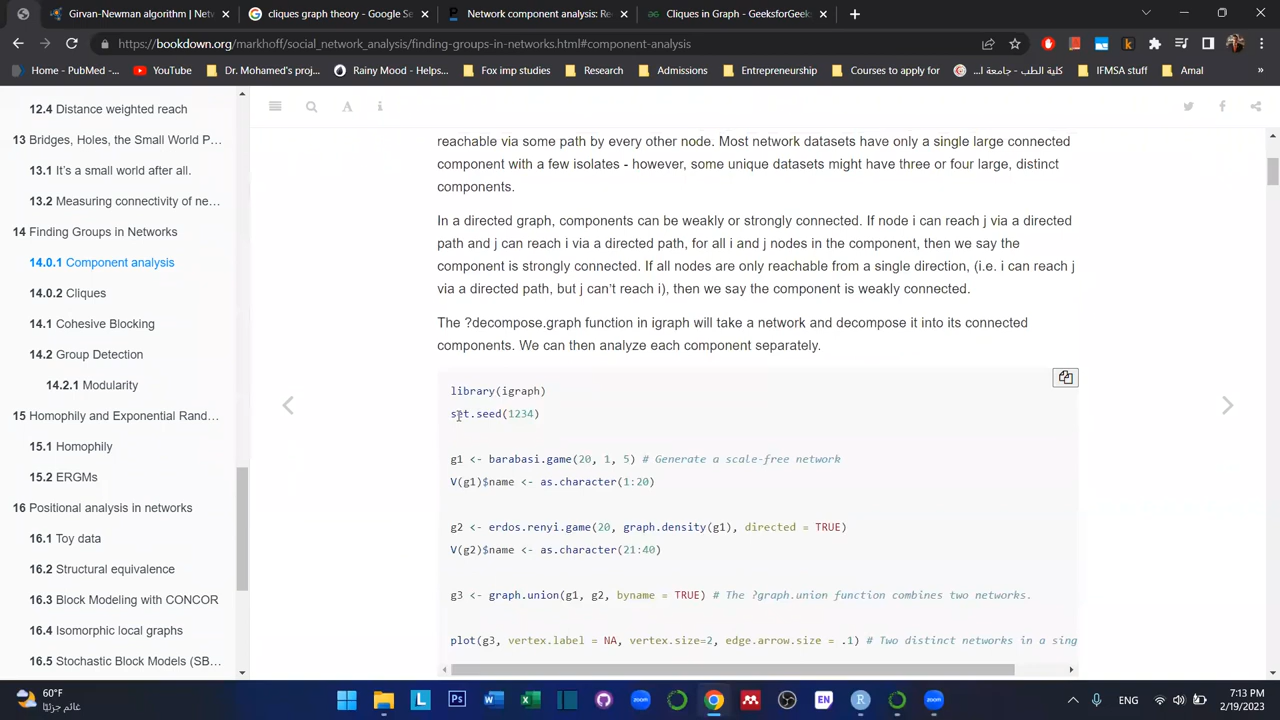 Girvan-Newman algorithm | Netw
cliques graph theory - Google Se
Network component analysis: Re
Cliques in Graph - GeeksforGeeks
https://bookdown.org/markhoff/social_network_analysis/finding-groups-in-networks.html#component-analysis
Home - PubMed -...
YouTube
Dr. Mohamed's proj...
Rainy Mood - Helps...
Fox imp studies
Research
Admissions
Entrepreneurship
Courses to apply for
كلية الطب - جامعة ا...
IFMSA stuff
Amal
»
12.4 Distance weighted reach
13 Bridges, Holes, the Small World P...
13.1 It's a small world after all.
13.2 Measuring connectivity of ne...
14 Finding Groups in Networks
14.0.1 Component analysis
14.0.2 Cliques
14.1 Cohesive Blocking
14.2 Group Detection
14.2.1 Modularity
15 Homophily and Exponential Rand...
15.1 Homophily
15.2 ERGMs
16 Positional analysis in networks
16.1 Toy data
16.2 Structural equivalence
16.3 Block Modeling with CONCOR
16.4 Isomorphic local graphs
16.5 Stochastic Block Models (SB...
reachable via some path by every other node. Most network datasets have only a single large connected
component with a few isolates - however, some unique datasets might have three or four large, distinct
components.
In a directed graph, components can be weakly or strongly connected. If node i can reach j via a directed
path and j can reach i via a directed path, for all i and j nodes in the component, then we say the
component is strongly connected. If all nodes are only reachable from a single direction, (i.e. i can reach j
via a directed path, but j can't reach i), then we say the component is weakly connected.
The ?decompose.graph function in igraph will take a network and decompose it into its connected
components. We can then analyze each component separately.
library(igraph)
set.seed(1234)
g1 <- barabasi.game(20, 1, 5) # Generate a scale-free network
V(g1)$name <- as.character(1:20)
g2 <- erdos.renyi.game(20, graph.density(g1), directed = TRUE)
V(g2)$name <- as.character(21:40)
g3 <- graph.union(g1, g2, byname = TRUE) # The ?graph.union function combines two networks.
plot(g3, vertex.label = NA, vertex.size=2, edge.arrow.size = .1) # Two distinct networks in a sing
60°F
غائم جزئيًا
ENG
7:13 PM
2/19/2023